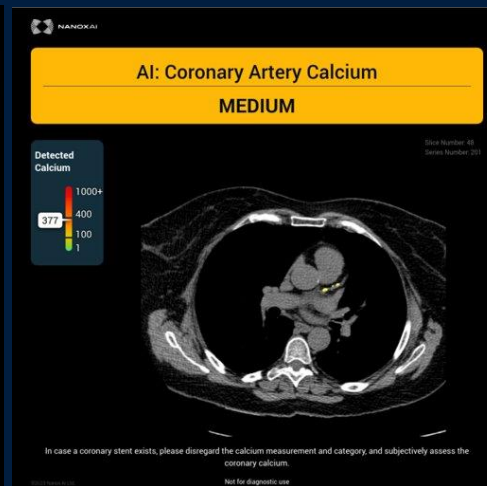 NANOXAI
AI: Coronary Artery Calcium
MEDIUM
Slice Number: 48
Series Number: 201
Detected
Calcium
1000+
400
377
100
1
In case a coronary stent exists, please disregard the calcium measurement and category, and subjectively assess the
coronary calcium.
Not for diagnostic use